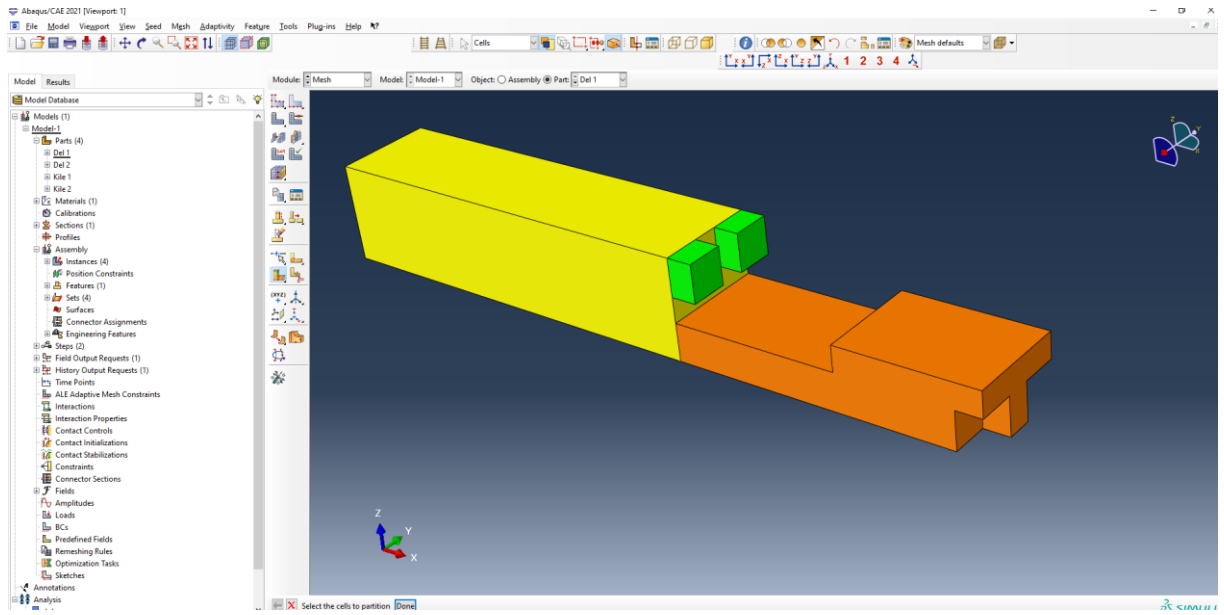 Abaqus/CAE 2021 [Viewport: 1]
File Model Viewport View Seed Mesh Adaptivity Feature Tools Plug-ins Help
Cells
Mesh defaults
1 2 3 4
Model Results
Module: Mesh Model: Model-1 Object: Assembly Part: Del 1
Model Database
Models (1)
Model-1
Parts (4)
Del 1
Del 2
Kile 1
Kile 2
Materials (1)
Calibrations
Sections (1)
Profiles
Assembly
Instances (4)
Position Constraints
Features (1)
Sets (4)
Surfaces
Connector Assignments
Engineering Features
Steps (2)
Field Output Requests (1)
History Output Requests (1)
Time Points
ALE Adaptive Mesh Constraints
Interactions
Interaction Properties
Contact Controls
Contact Initializations
Contact Stabilizations
Constraints
Connector Sections
Fields
Amplitudes
Loads
BCs
Predefined Fields
Remeshing Rules
Optimization Tasks
Sketches
Annotations
Analysis
(XYZ)
Z
Y
X
Select the cells to partition Done